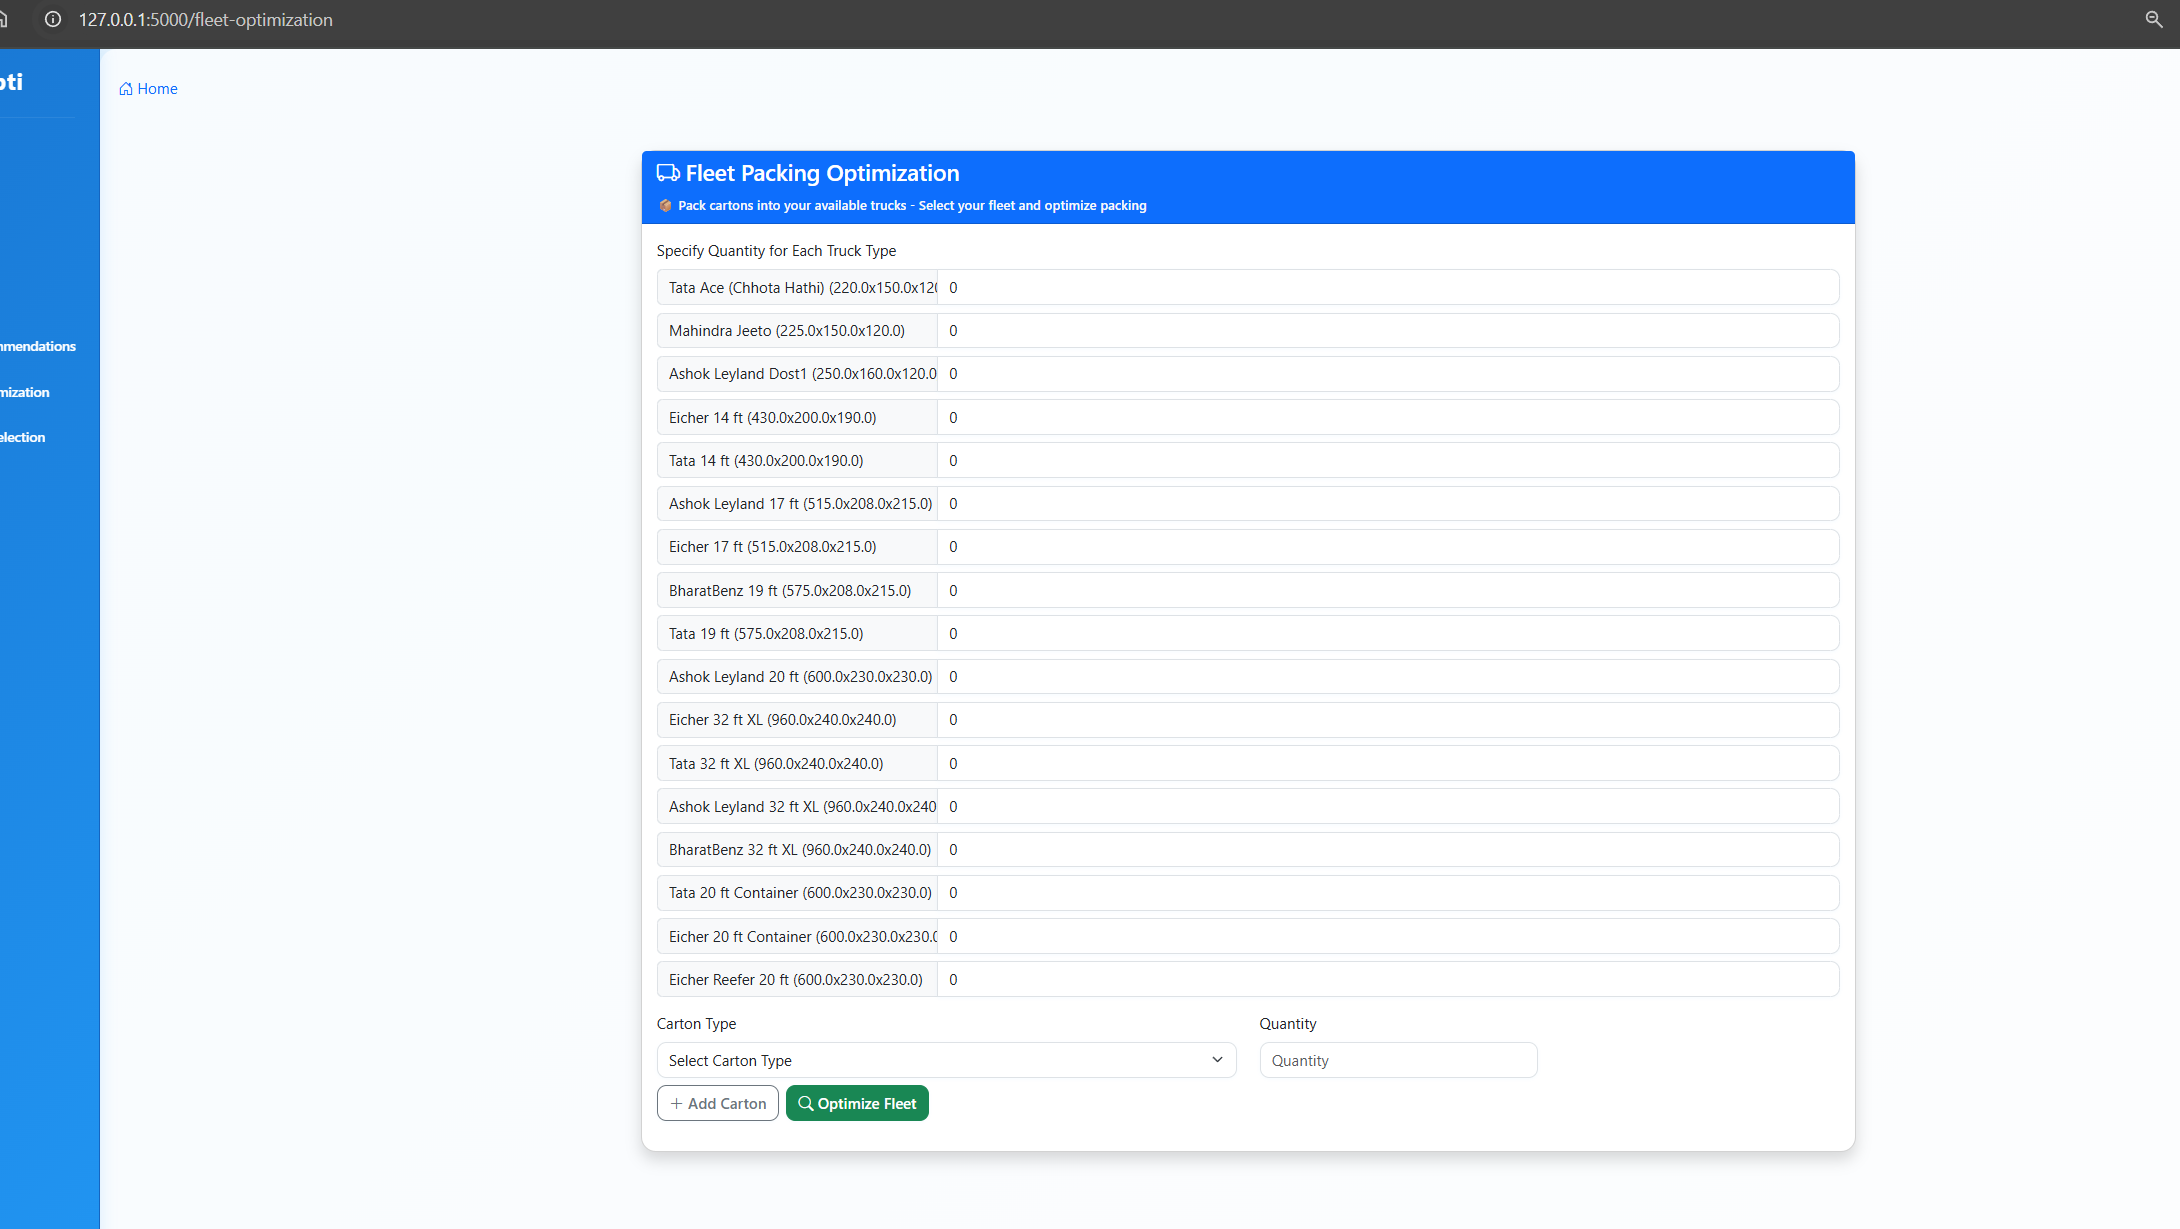 127.0.0.1:5000/fleet-optimization
pti
Home
mmendations
mization
election
Fleet Packing Optimization
Pack cartons into your available trucks - Select your fleet and optimize packing
Specify Quantity for Each Truck Type
Tata Ace (Chhota Hathi) (220.0x150.0x120 0
Mahindra Jeeto (225.0x150.0x120.0) 0
Ashok Leyland Dost1 (250.0x160.0x120.0 0
Eicher 14 ft (430.0x200.0x190.0) 0
Tata 14 ft (430.0x200.0x190.0) 0
Ashok Leyland 17 ft (515.0x208.0x215.0) 0
Eicher 17 ft (515.0x208.0x215.0) 0
BharatBenz 19 ft (575.0x208.0x215.0) 0
Tata 19 ft (575.0x208.0x215.0) 0
Ashok Leyland 20 ft (600.0x230.0x230.0) 0
Eicher 32 ft XL (960.0x240.0x240.0) 0
Tata 32 ft XL (960.0x240.0x240.0) 0
Ashok Leyland 32 ft XL (960.0x240.0x240 0
BharatBenz 32 ft XL (960.0x240.0x240.0) 0
Tata 20 ft Container (600.0x230.0x230.0) 0
Eicher 20 ft Container (600.0x230.0x230.0 0
Eicher Reefer 20 ft (600.0x230.0x230.0) 0
Carton Type Quantity
Select Carton Type Quantity
+ Add Carton Optimize Fleet